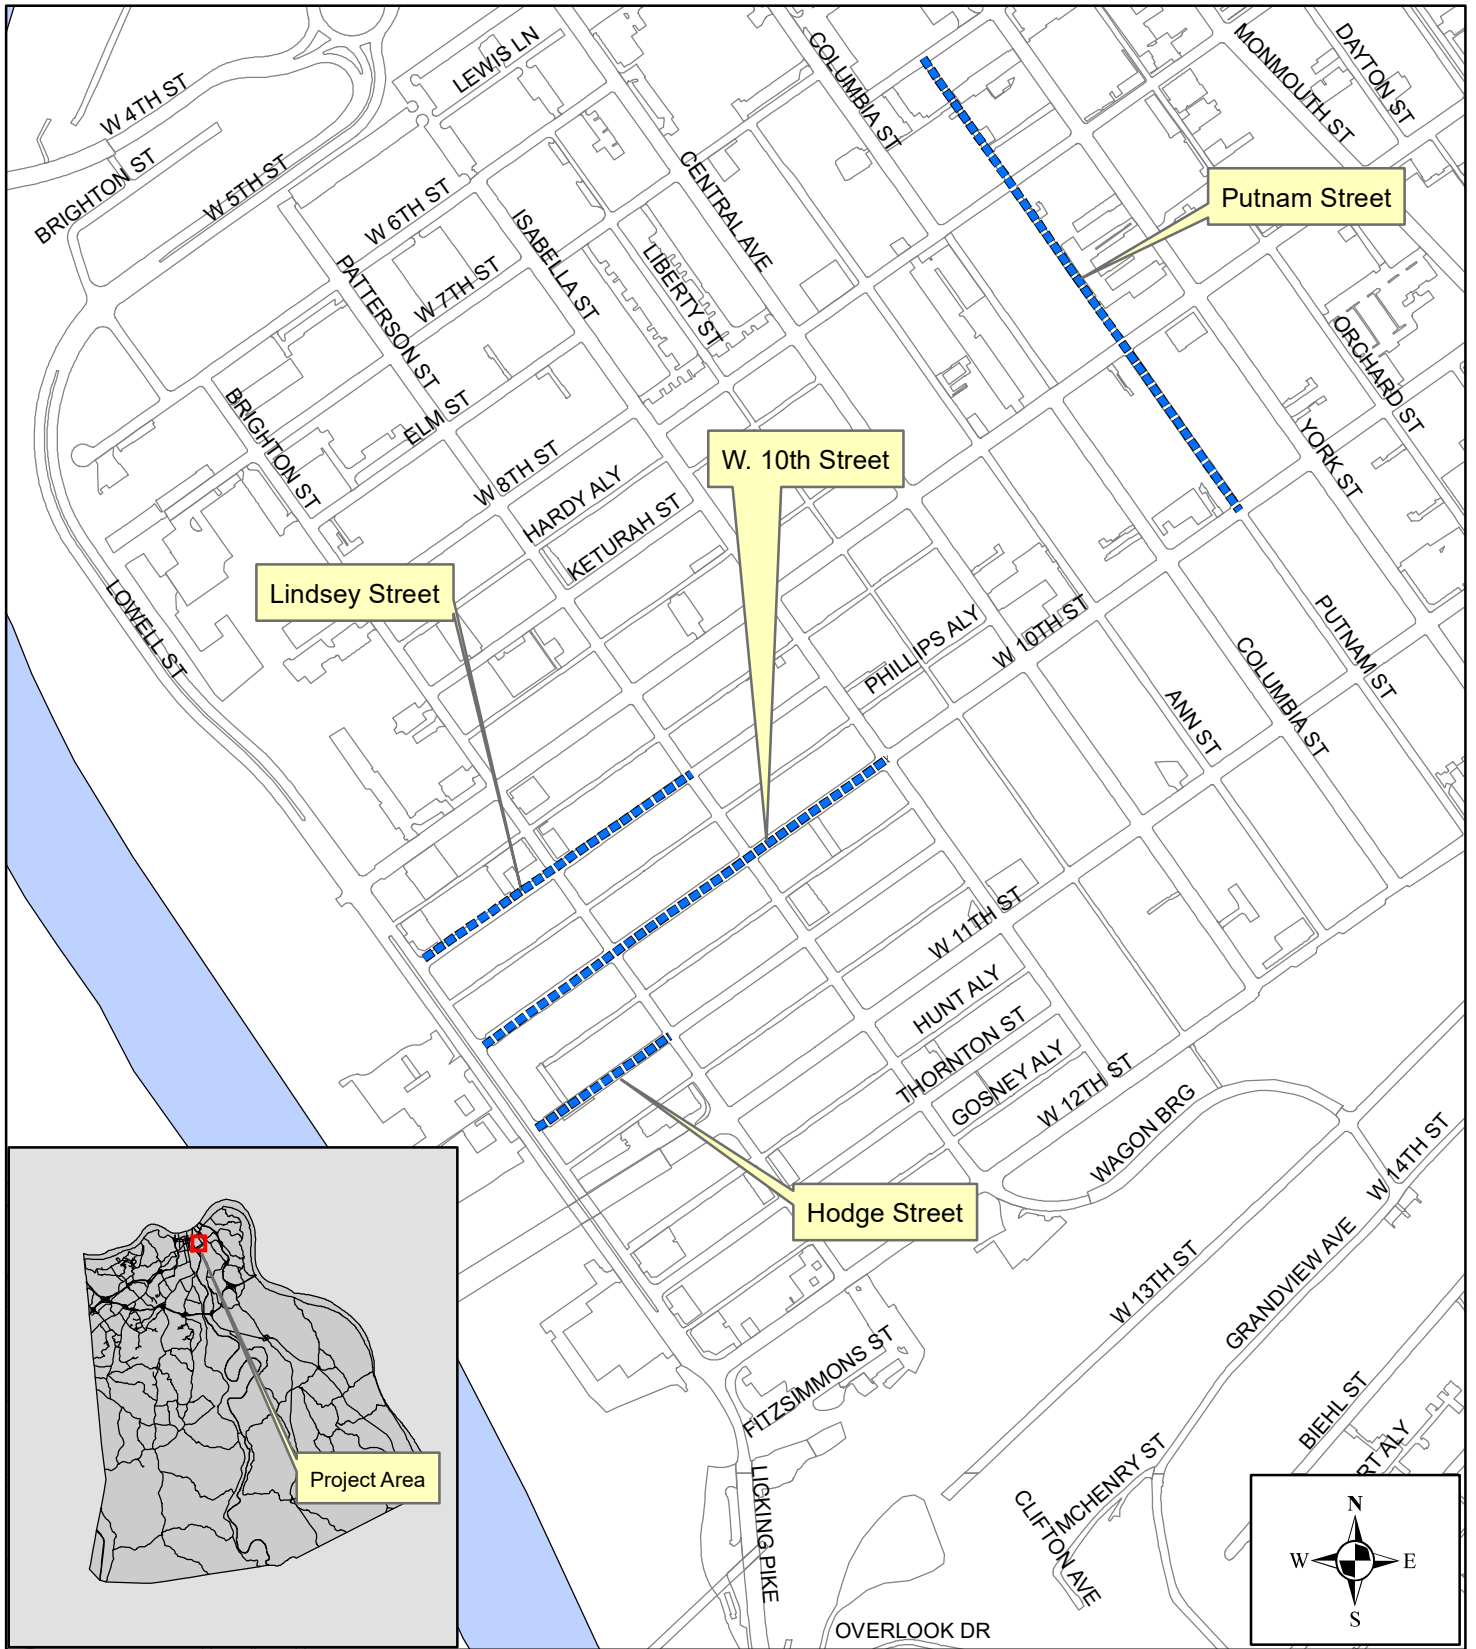 W 4TH ST
LEWIS LN
COLUMBIA ST
MONMOUTH ST
DAYTON ST
BRIGHTON ST
W 5TH ST
W 6TH ST
CENTRAL AVE
Putnam Street
ISABELLA ST
LIBERTY ST
PATTERSON ST
W 7TH ST
ORCHARD ST
BRIGHTON ST
ELM ST
YORK ST
W. 10th Street
W 8TH ST
HARDY ALY
KETURAH ST
Lindsey Street
LOWELL ST
PHILLIPS ALY
W 10TH ST
PUTNAM ST
COLUMBIA ST
ANN ST
W 11TH ST
HUNT ALY
THORNTON ST
GOSNEY ALY
W 12TH ST
WAGON BRG
W 14TH ST
Hodge Street
W 13TH ST
GRANDVIEW AVE
FITZSIMMONS ST
BIEHL ST
RT ALY
MCHENRY ST
CLIFTON AVE
LICKING PIKE
OVERLOOK DR
Project Area
N
W E
S